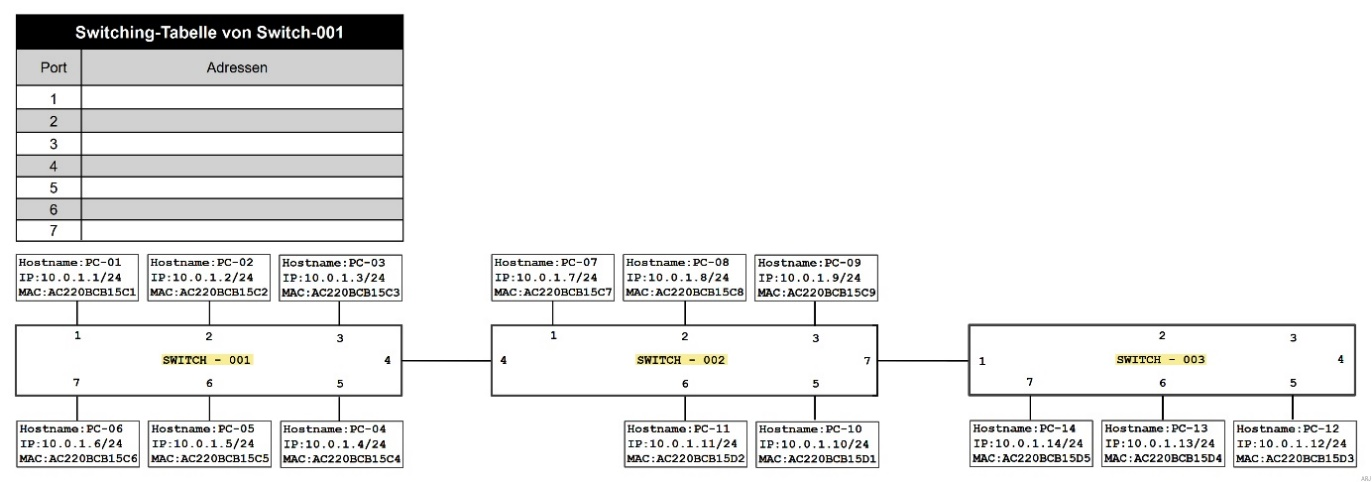 Switching-Tabelle von Switch-001
Port Adressen
1
2
3
4
5
6
7
Hostname:PC-01
IP:10.0.1.1/24
MAC:AC220BCB15C1
Hostname:PC-02
IP:10.0.1.2/24
MAC:AC220BCB15C2
Hostname:PC-03
IP:10.0.1.3/24
MAC:AC220BCB15C3
Hostname:PC-07
IP:10.0.1.7/24
MAC:AC220BCB15C7
Hostname:PC-08
IP:10.0.1.8/24
MAC:AC220BCB15C8
Hostname:PC-09
IP:10.0.1.9/24
MAC:AC220BCB15C9
1 2 3
SWITCH - 001 4
7 6 5
1 2 3
4 SWITCH - 002 7
6 5
2 3
1 SWITCH - 003 4
7 6 5
Hostname:PC-06
IP:10.0.1.6/24
MAC:AC220BCB15C6
Hostname:PC-05
IP:10.0.1.5/24
MAC:AC220BCB15C5
Hostname:PC-04
IP:10.0.1.4/24
MAC:AC220BCB15C4
Hostname:PC-11
IP:10.0.1.11/24
MAC:AC220BCB15D2
Hostname:PC-10
IP:10.0.1.10/24
MAC:AC220BCB15D1
Hostname:PC-14
IP:10.0.1.14/24
MAC:AC220BCB15D5
Hostname:PC-13
IP:10.0.1.13/24
MAC:AC220BCB15D4
Hostname:PC-12
IP:10.0.1.12/24
MAC:AC220BCB15D3